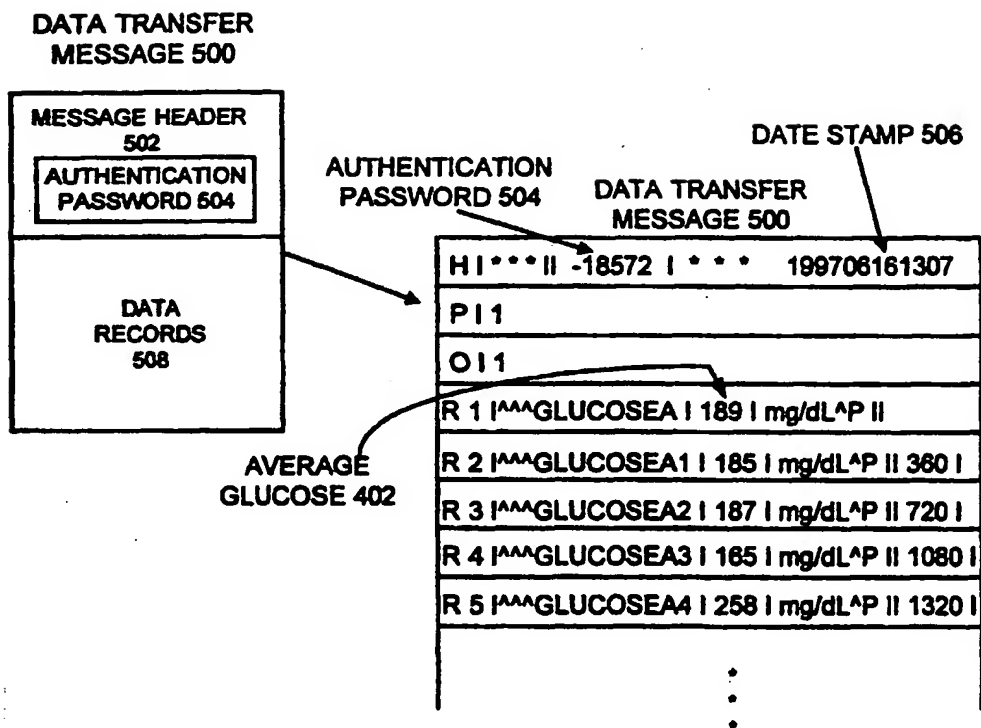 DATA TRANSFER
MESSAGE 500
MESSAGE HEADER
502
AUTHENTICATION
PASSWORD 504
DATA
RECORDS
508
AUTHENTICATION
PASSWORD 504
DATE STAMP 506
DATA TRANSFER
MESSAGE 500
H I * * * II -18572 I * * * 199706161307
P I 1
O I 1
R 1 I^^^GLUCOSEA I 189 I mg/dL^P II
R 2 I^^^GLUCOSEA1 I 185 I mg/dL^P II 360 I
R 3 I^^^GLUCOSEA2 I 187 I mg/dL^P II 720 I
R 4 I^^^GLUCOSEA3 I 165 I mg/dL^P II 1080 I
R 5 I^^^GLUCOSEA4 I 258 I mg/dL^P II 1320 I
AVERAGE
GLUCOSE 402